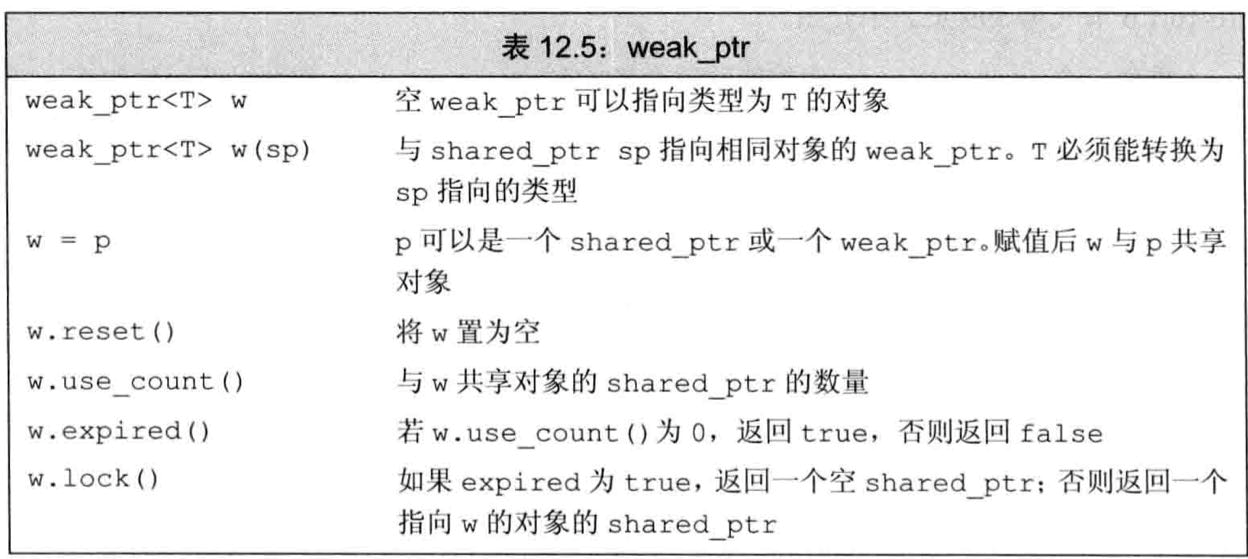 表 12.5：weak_ptr
weak_ptr<T> w 空 weak_ptr 可以指向类型为 T 的对象
weak_ptr<T> w(sp) 与 shared_ptr sp 指向相同对象的 weak_ptr。T 必须能转换为
sp 指向的类型
w = p p 可以是一个 shared_ptr 或一个 weak_ptr。赋值后 w 与 p 共享
对象
w.reset() 将 w 置为空
w.use_count() 与 w 共享对象的 shared_ptr 的数量
w.expired() 若 w.use_count()为 0，返回 true，否则返回 false
w.lock() 如果 expired 为 true，返回一个空 shared_ptr；否则返回一个
指向 w 的对象的 shared_ptr